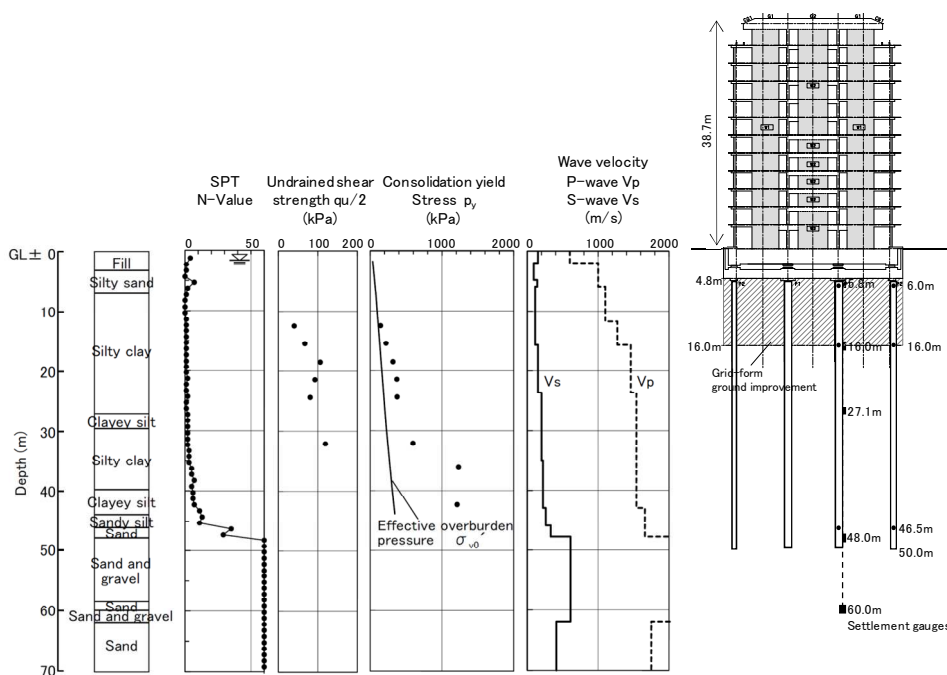 SPT
N-Value
Undrained shear
strength qu/2
(kPa)
Consolidation yield
Stress py
(kPa)
Wave velocity
P-wave Vp
S-wave Vs
(m/s)
GL± 0
10
20
30
40
50
60
70
Depth (m)
Fill
Silty sand
Silty clay
Clayey silt
Silty clay
Clayey silt
Sandy silt
Sand
Sand and
gravel
Sand
Sand and gravel
Sand
0 50
0 100 200
0 1000 2000
0 1000 2000
Effective overburden
pressure σv0′
Vs
Vp
38.7m
4.8m
16.0m
6.0m
16.0m
16.0m
Grid-form
ground improvement
27.1m
46.5m
48.0m
50.0m
60.0m
Settlement gauges